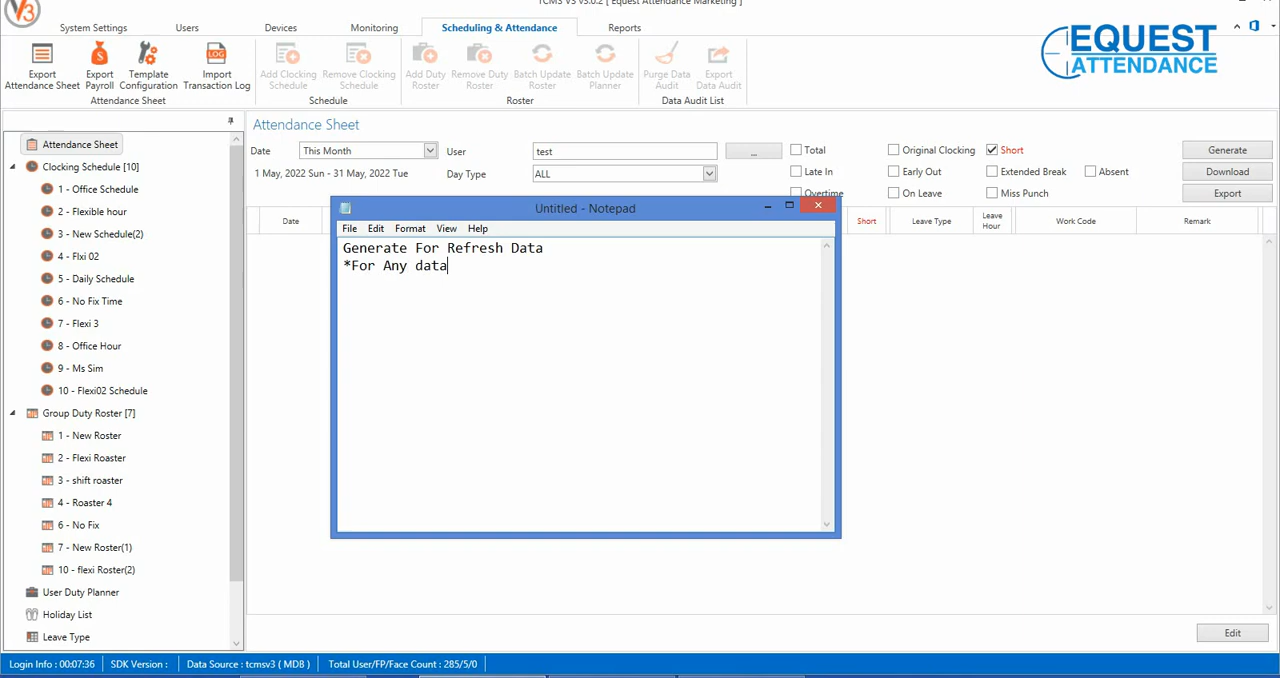 V3
TCMS V3 V3.0.2 [ Equest Attendance Marketing ]
System Settings
Users
Devices
Monitoring
Scheduling & Attendance
Reports
Export
Attendance Sheet
Export
Payroll
Template
Configuration
Import
Transaction Log
Attendance Sheet
Add Clocking
Schedule
Remove Clocking
Schedule
Schedule
Add Duty
Roster
Remove Duty
Roster
Batch Update
Roster
Batch Update
Planner
Roster
Purge Data
Audit
Export
Data Audit
Data Audit List
EQUEST
ATTENDANCE
Attendance Sheet
Clocking Schedule [10]
1 - Office Schedule
2 - Flexible hour
3 - New Schedule(2)
4 - Flxi 02
5 - Daily Schedule
6 - No Fix Time
7 - Flexi 3
8 - Office Hour
9 - Ms Sim
10 - Flexi02 Schedule
Group Duty Roster [7]
1 - New Roster
2 - Flexi Roaster
3 - shift roaster
4 - Roaster 4
6 - No Fix
7 - New Roster(1)
10 - flexi Roster(2)
User Duty Planner
Holiday List
Leave Type
Attendance Sheet
Date This Month User test ... Total Original Clocking Short Generate
1 May, 2022 Sun - 31 May, 2022 Tue Day Type ALL Late In Early Out Extended Break Absent Download
Overtime On Leave Miss Punch Export
Date Short Leave Type Leave Hour Work Code Remark
Untitled - Notepad
File Edit Format View Help
Generate For Refresh Data
*For Any data
Edit
Login Info : 00:07:36 SDK Version : Data Source : tcmsv3 ( MDB ) Total User/FP/Face Count : 285/5/0